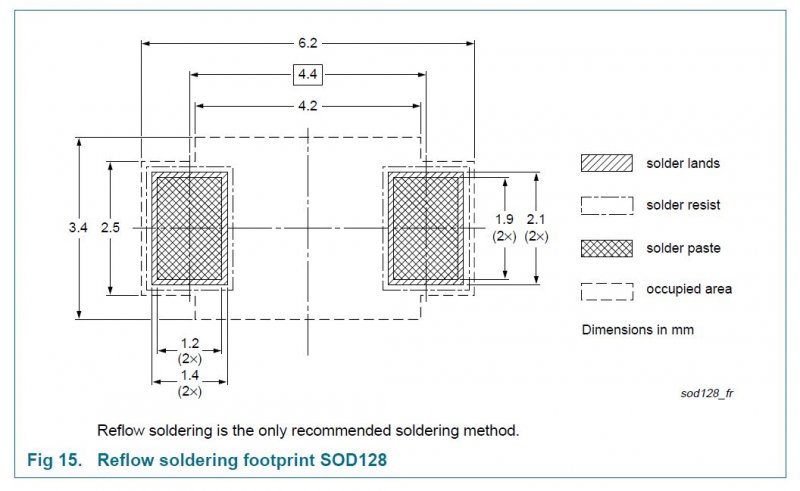 6.2
4.4
4.2
3.4
2.5
1.9
(2×)
2.1
(2×)
1.2
(2×)
1.4
(2×)
solder lands
solder resist
solder paste
occupied area
Dimensions in mm
sod128_fr
Reflow soldering is the only recommended soldering method.
Fig 15. Reflow soldering footprint SOD128